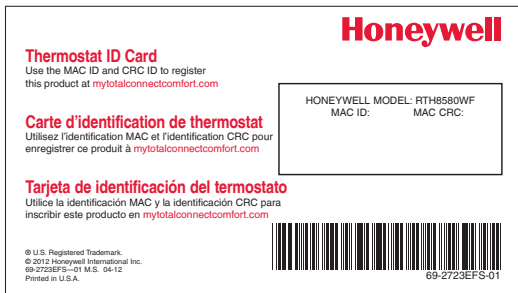 Honeywell
Thermostat ID Card
Use the MAC ID and CRC ID to register
this product at mytotalconnectcomfort.com
HONEYWELL MODEL: RTH8580WF
MAC ID: MAC CRC:
Carte d'identification de thermostat
Utilisez l'identification MAC et l'identification CRC pour
enregistrer ce produit à mytotalconnectcomfort.com
Tarjeta de identificación del termostato
Utilice la identificación MAC y la identificación CRC para
inscribir este producto en mytotalconnectcomfort.com
® U.S. Registered Trademark.
© 2012 Honeywell International Inc.
69-2723EFS—01 M.S. 04-12
Printed in U.S.A.
69-2723EFS-01